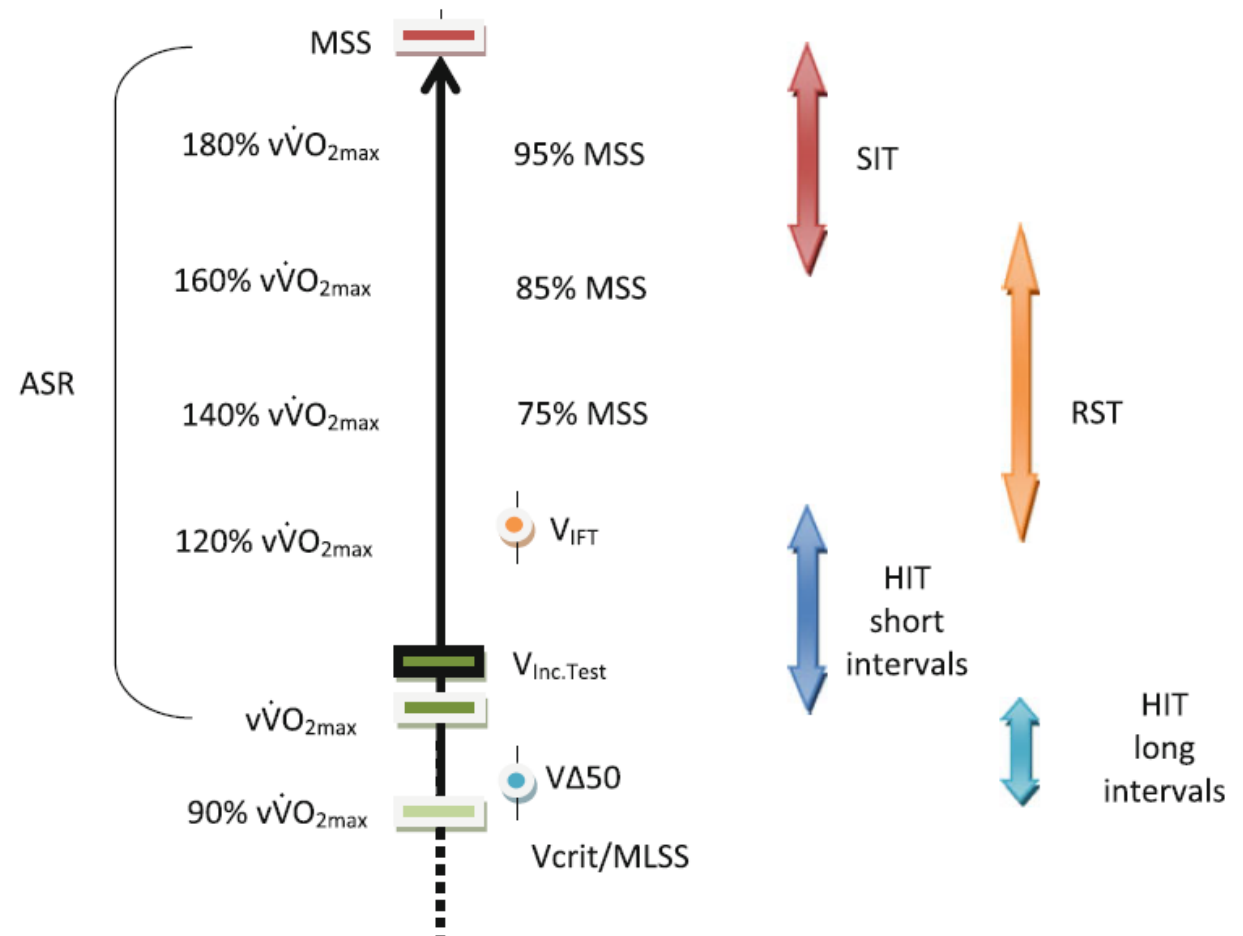 MSS
180% vV̇O2max
95% MSS
SIT
160% vV̇O2max
85% MSS
ASR
140% vV̇O2max
75% MSS
RST
120% vV̇O2max
VIFT
HIT
short
intervals
VInc.Test
vV̇O2max
HIT
long
intervals
VΔ50
90% vV̇O2max
Vcrit/MLSS